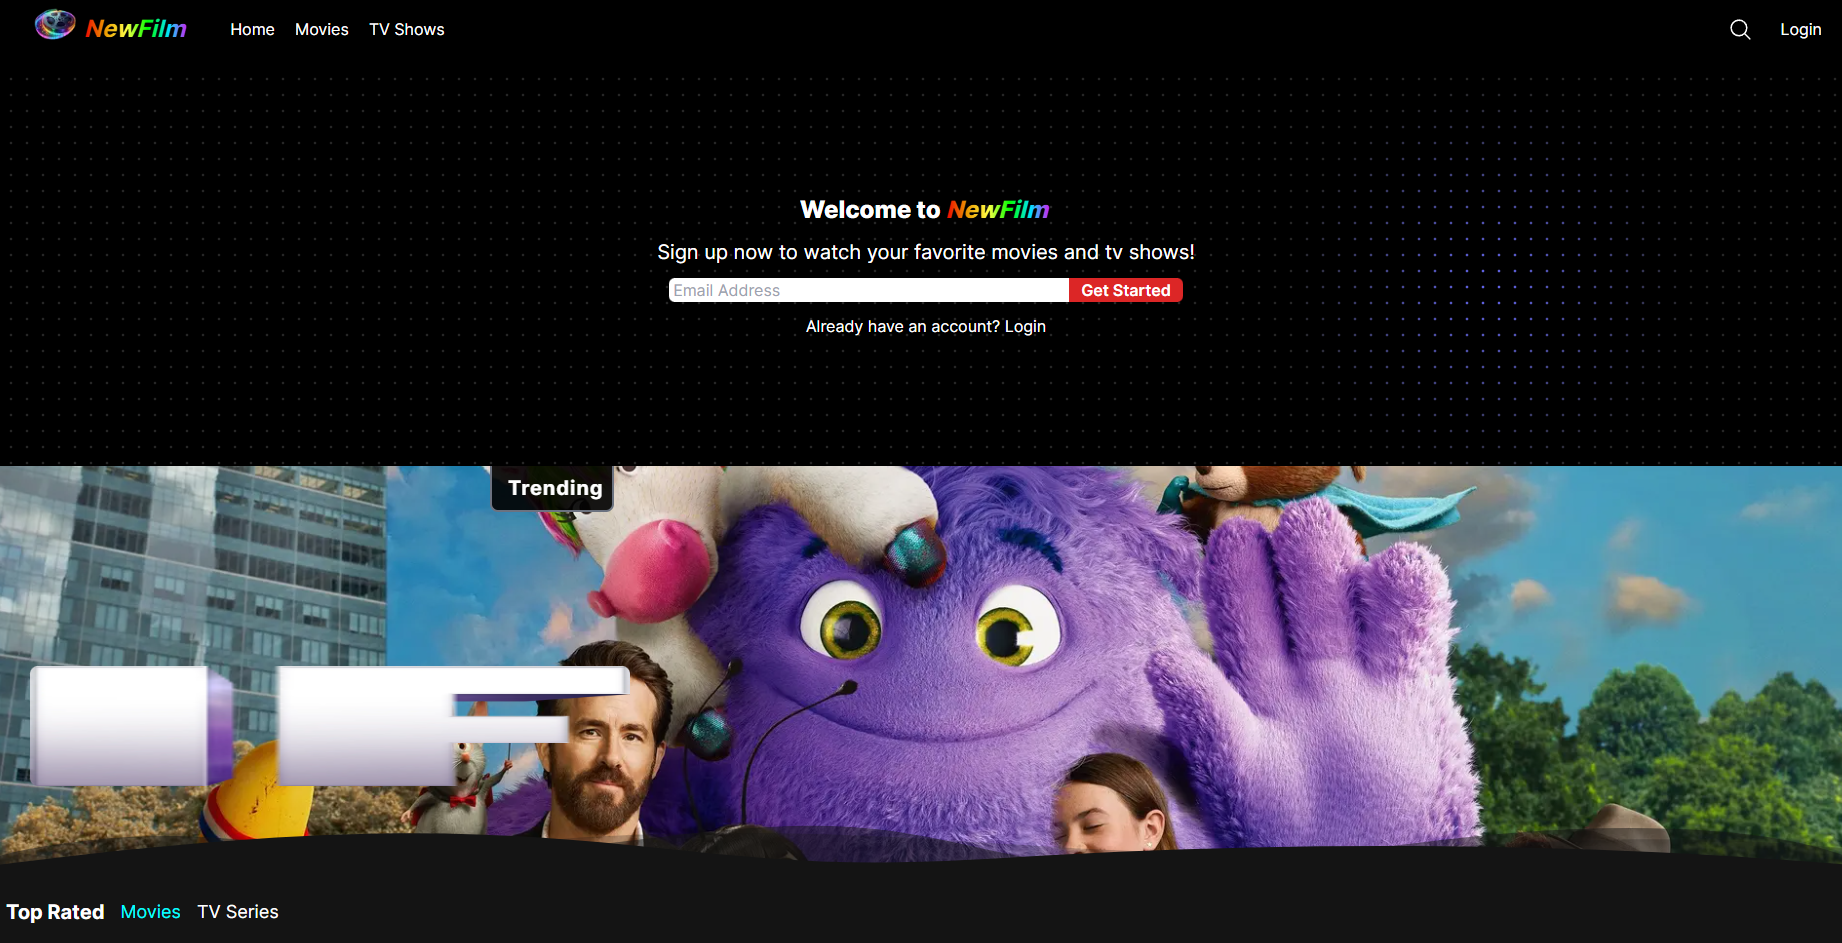 NewFilm Home Movies TV Shows Login
Welcome to NewFilm
Sign up now to watch your favorite movies and tv shows!
Email Address Get Started
Already have an account? Login
Trending
Top Rated Movies TV Series